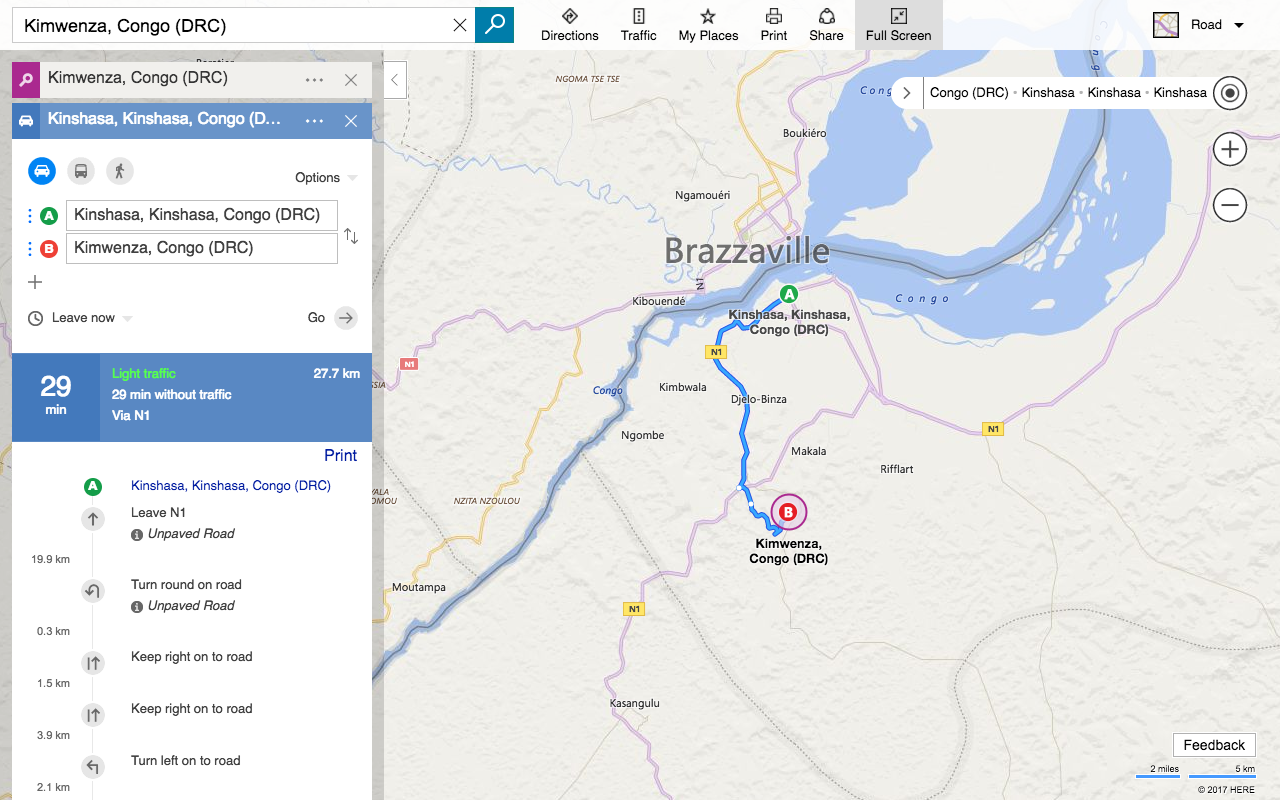 Kimwenza, Congo (DRC)
Directions
Traffic
My Places
Print
Share
Full Screen
Road
Kimwenza, Congo (DRC)
Kinshasa, Kinshasa, Congo (D...
Options
A
Kinshasa, Kinshasa, Congo (DRC)
B
Kimwenza, Congo (DRC)
Leave now
Go
29
min
Light traffic
27.7 km
29 min without traffic
Via N1
Print
A
Kinshasa, Kinshasa, Congo (DRC)
Leave N1
Unpaved Road
19.9 km
Turn round on road
Unpaved Road
0.3 km
Keep right on to road
1.5 km
Keep right on to road
3.9 km
Turn left on to road
2.1 km
NGOMA TSE TSE
Congo (DRC) • Kinshasa • Kinshasa • Kinshasa
Boukiéro
Ngamouéri
Brazzaville
N1
Kibouendé
A
Kinshasa, Kinshasa,
Congo (DRC)
Congo
N1
N1
Kimbwala
Congo
Djelo-Binza
N1
Ngombe
Makala
Rifflart
NZITA NZOULOU
B
Kimwenza,
Congo (DRC)
Moutampa
N1
Kasangulu
Feedback
2 miles
5 km
© 2017 HERE